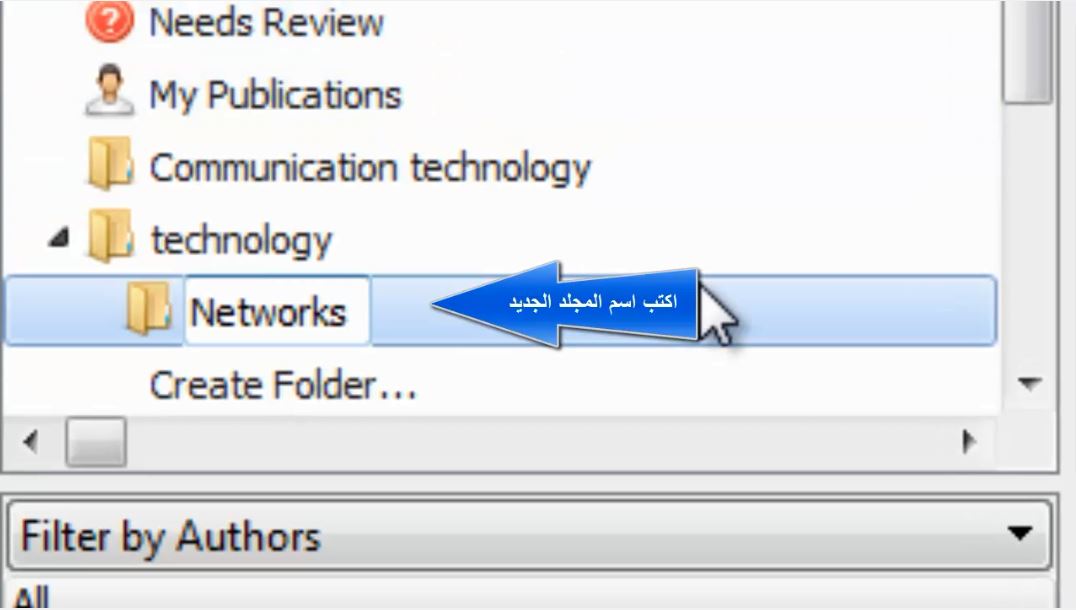 Needs Review
My Publications
Communication technology
technology
Networks
اكتب اسم المجلد الجديد
Create Folder...
Filter by Authors
All